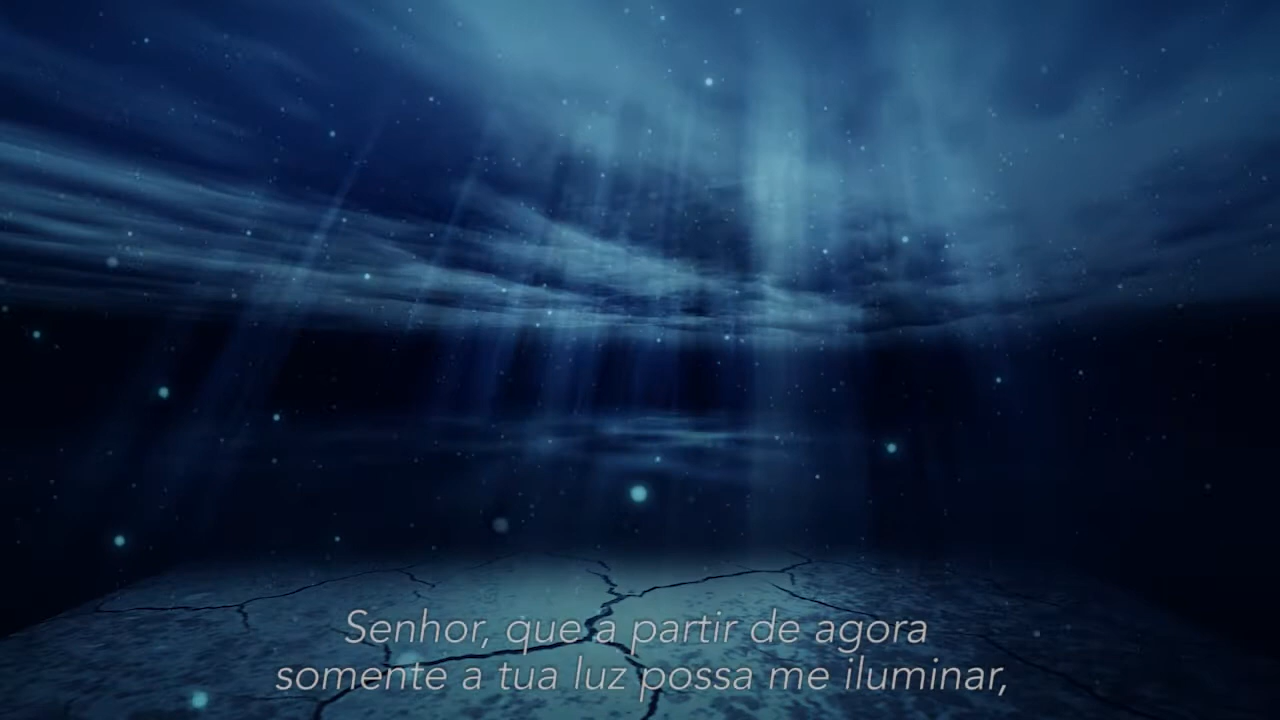 Senhor, que a partir de agora
somente a tua luz possa me iluminar,